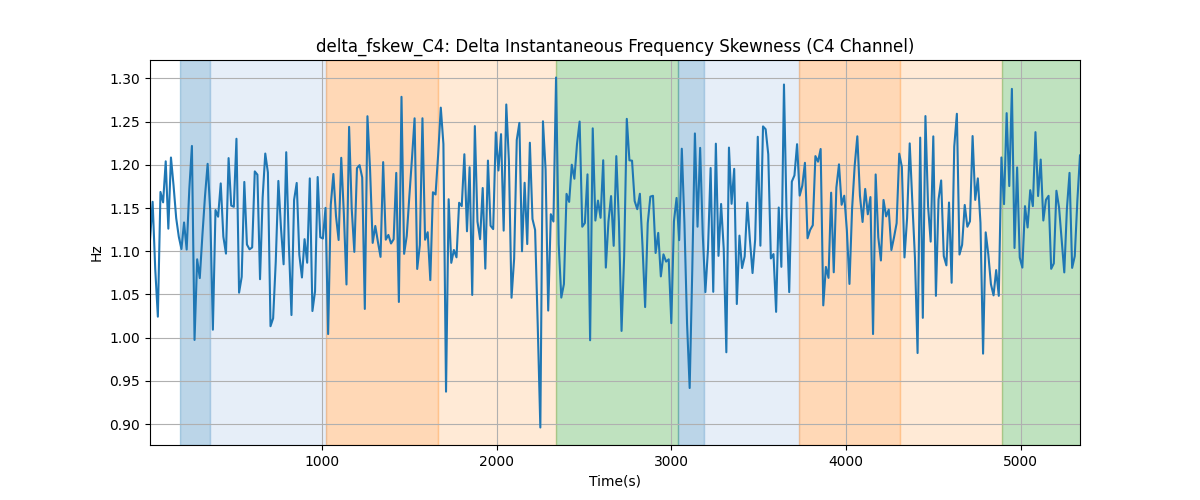 delta_fskew_C4: Delta Instantaneous Frequency Skewness (C4 Channel)
1.30
1.25
1.20
1.15
1.10
1.05
1.00
0.95
0.90
Hz
1000 2000 3000 4000 5000
Time(s)